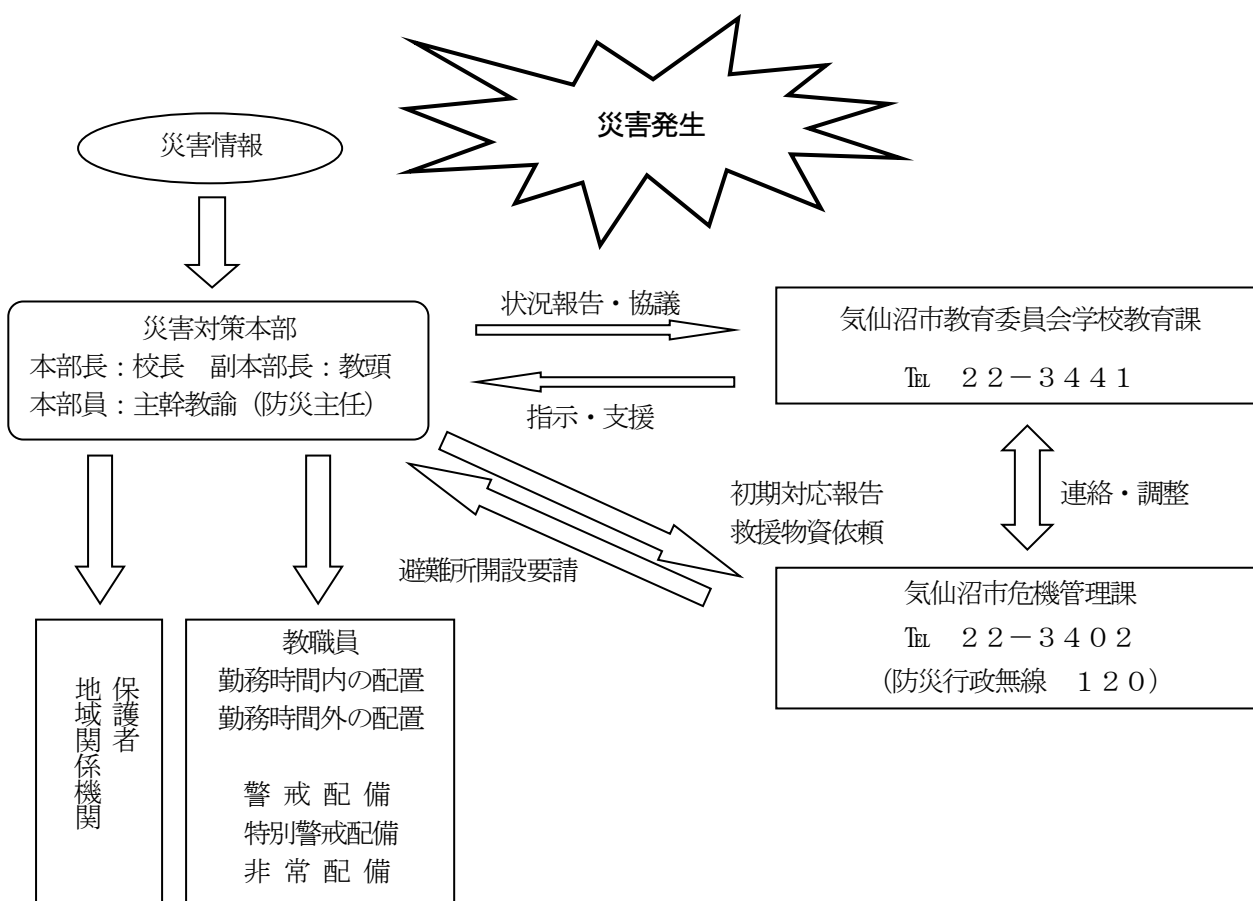 災害発生
災害情報
災害対策本部
本部長:校長 副本部長:教頭
本部員:主幹教諭(防災主任)
状況報告・協議
指示・支援
気仙沼市教育委員会学校教育課
℡ 22-3441
連絡・調整
初期対応報告
救援物資依頼
避難所開設要請
気仙沼市危機管理課
℡ 22-3402
(防災行政無線 120)
保護者
地域関係機関
教職員
勤務時間内の配置
勤務時間外の配置
警戒配備
特別警戒配備
非常配備